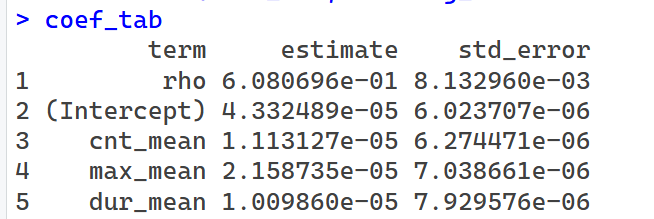 > coef_tab
term estimate std_error
1 rho 6.080696e-01 8.132960e-03
2 (Intercept) 4.332489e-05 6.023707e-06
3 cnt_mean 1.113127e-05 6.274471e-06
4 max_mean 2.158735e-05 7.038661e-06
5 dur_mean 1.009860e-05 7.929576e-06